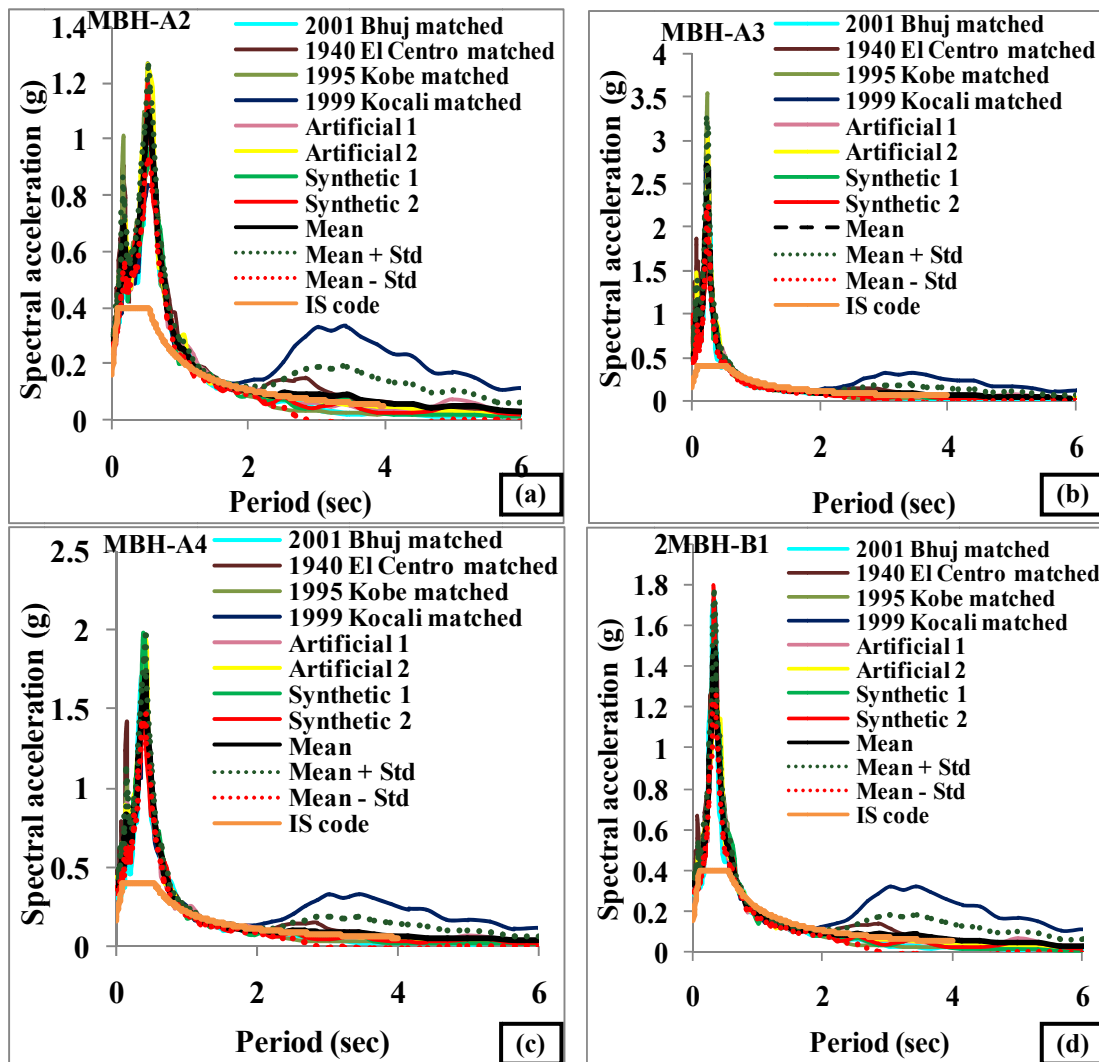 MBH-A2
1.4
1.2
1
0.8
0.6
0.4
0.2
0
0
2
4
6
Spectral acceleration (g)
Period (sec)
2001 Bhuj matched
1940 El Centro matched
1995 Kobe matched
1999 Kocali matched
Artificial 1
Artificial 2
Synthetic 1
Synthetic 2
Mean
Mean + Std
Mean - Std
IS code
(a)
MBH-A3
4
3.5
3
2.5
2
1.5
1
0.5
0
0
2
4
6
Spectral acceleration (g)
Period (sec)
2001 Bhuj matched
1940 El Centro matched
1995 Kobe matched
1999 Kocali matched
Artificial 1
Artificial 2
Synthetic 1
Synthetic 2
Mean
Mean + Std
Mean - Std
IS code
(b)
MBH-A4
2.5
2
1.5
1
0.5
0
0
2
4
6
Spectral acceleration (g)
Period (sec)
2001 Bhuj matched
1940 El Centro matched
1995 Kobe matched
1999 Kocali matched
Artificial 1
Artificial 2
Synthetic 1
Synthetic 2
Mean
Mean + Std
Mean - Std
IS code
(c)
MBH-B1
2
1.8
1.6
1.4
1.2
1
0.8
0.6
0.4
0.2
0
0
2
4
6
Spectral acceleration (g)
Period (sec)
2001 Bhuj matched
1940 El Centro matched
1995 Kobe matched
1999 Kocali matched
Artificial 1
Artificial 2
Synthetic 1
Synthetic 2
Mean
Mean + Std
Mean - Std
IS code
(d)